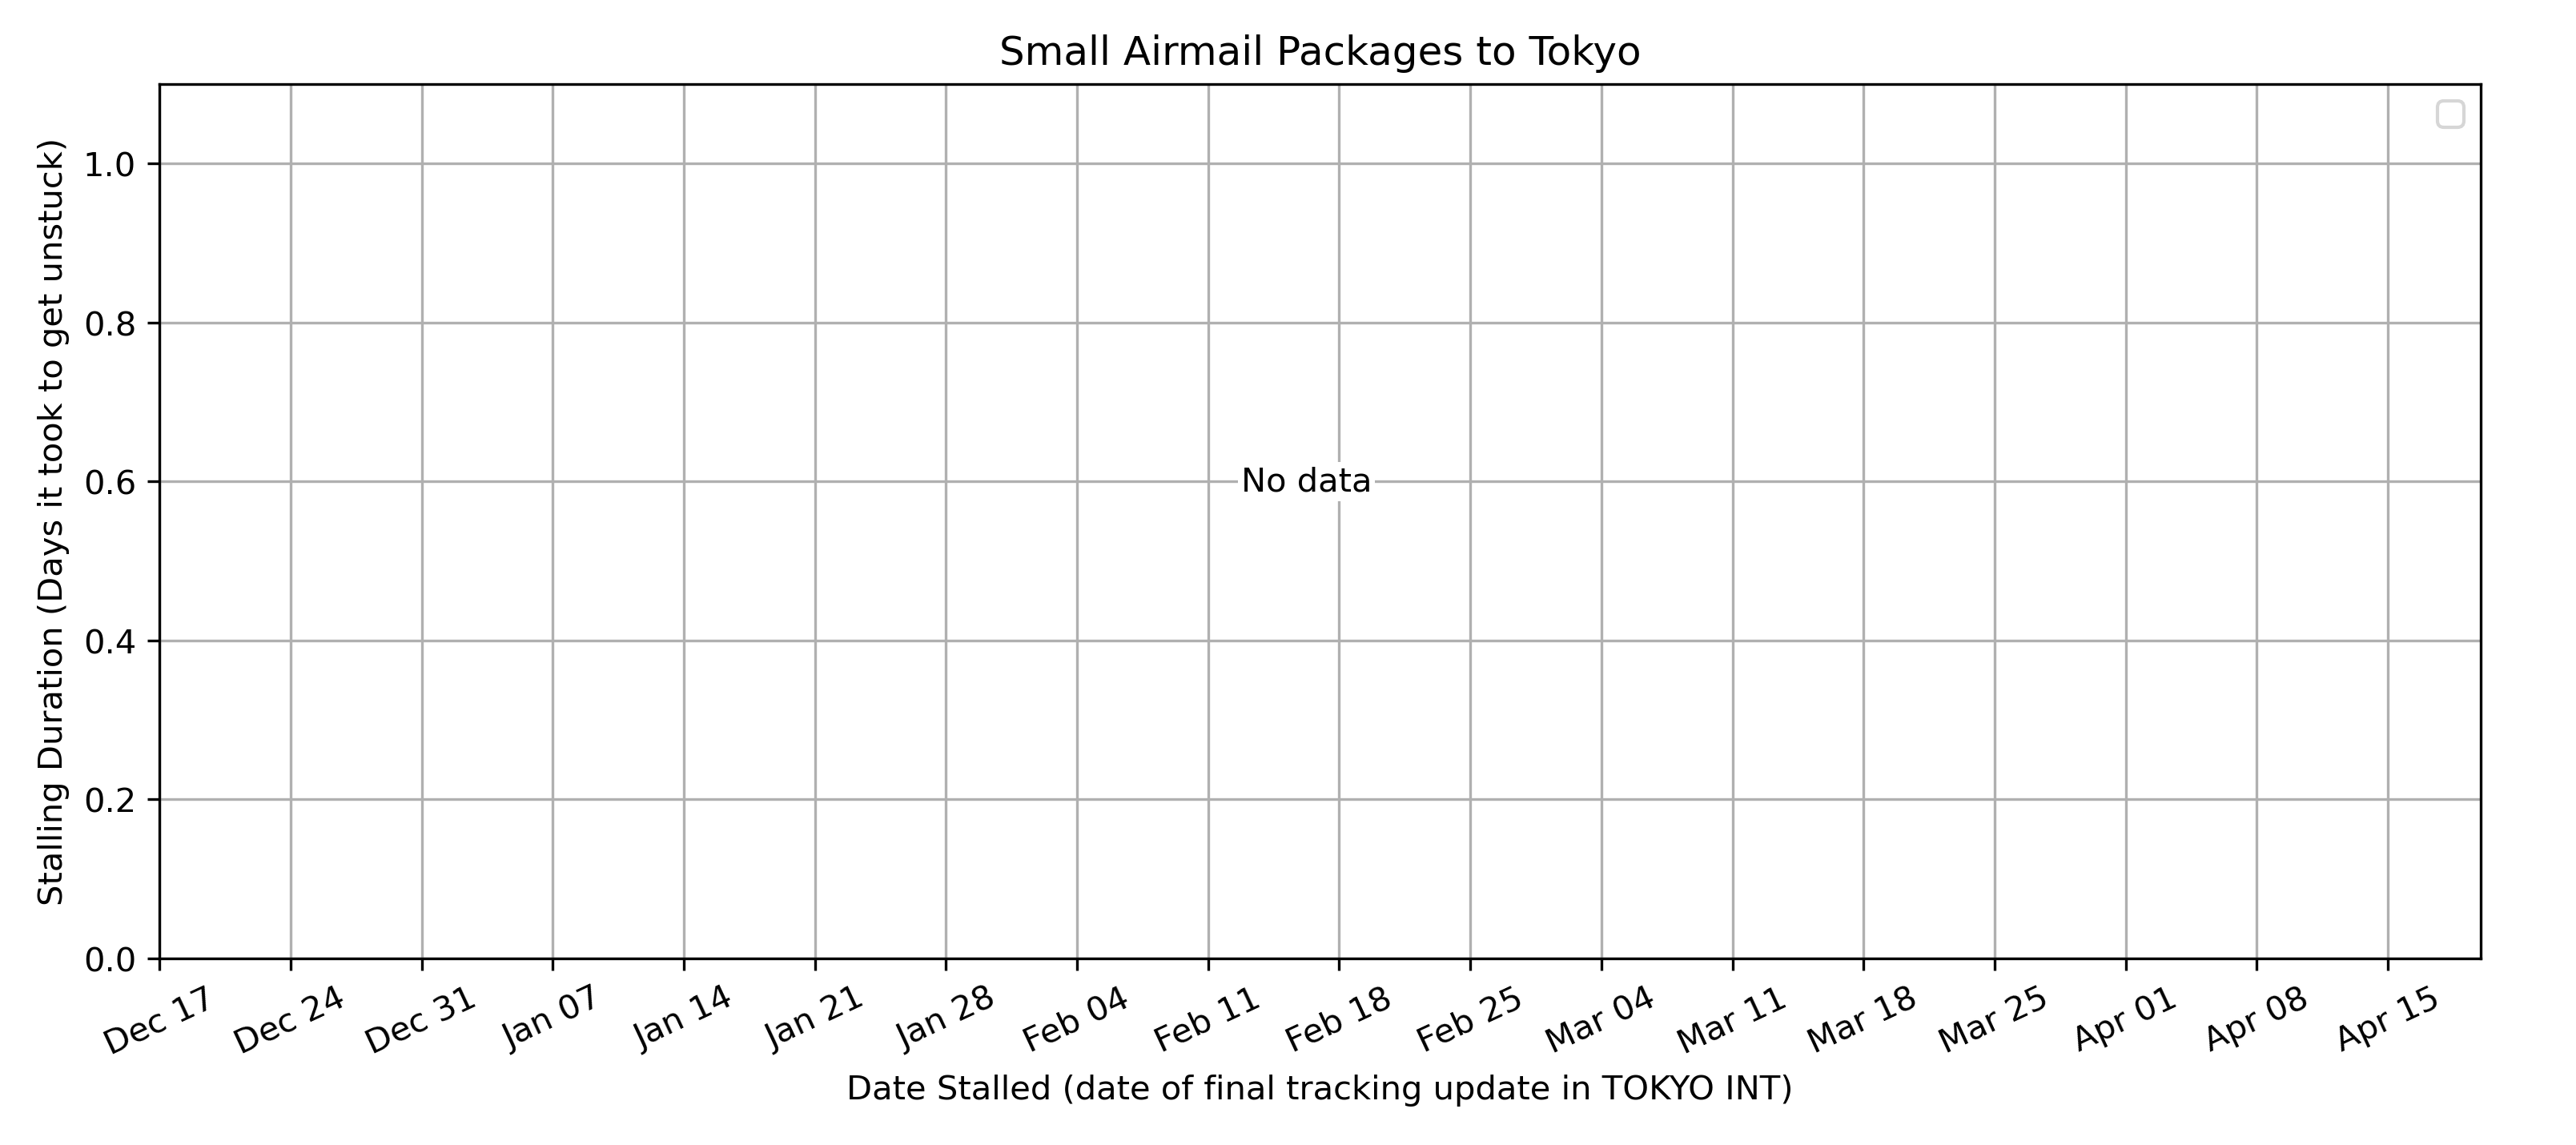 Small Airmail Packages to Tokyo
Stalling Duration (Days it took to get unstuck)
1.0
0.8
0.6
0.4
0.2
0.0
No data
Dec 17
Dec 24
Dec 31
Jan 07
Jan 14
Jan 21
Jan 28
Feb 04
Feb 11
Feb 18
Feb 25
Mar 04
Mar 11
Mar 18
Mar 25
Apr 01
Apr 08
Apr 15
Date Stalled (date of final tracking update in TOKYO INT)